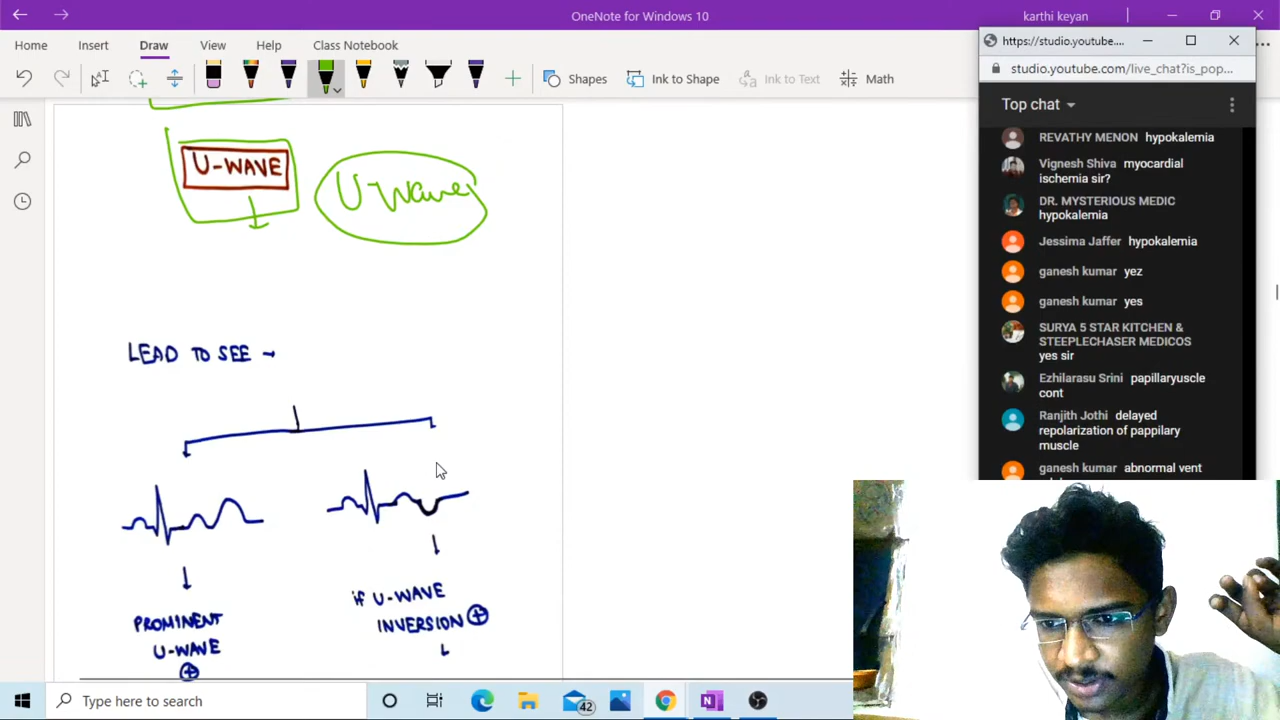 OneNote for Windows 10
karthi keyan
Home
Insert
Draw
View
Help
Class Notebook
Shapes
Ink to Shape
Ink to Text
Math
U-WAVE
U-Wave
LEAD TO SEE →
PROMINENT
U-WAVE
if U-WAVE
INVERSION
https://studio.youtube....
studio.youtube.com/live_chat?is_pop...
Top chat
REVATHY MENON hypokalemia
Vignesh Shiva myocardial
ischemia sir?
DR. MYSTERIOUS MEDIC
hypokalemia
Jessima Jaffer hypokalemia
ganesh kumar yez
ganesh kumar yes
SURYA 5 STAR KITCHEN &
STEEPLECHASER MEDICOS
yes sir
Ezhilarasu Srini papillaryuscle
cont
Ranjith Jothi delayed
repolarization of pappilary
muscle
ganesh kumar abnormal vent
Type here to search
42